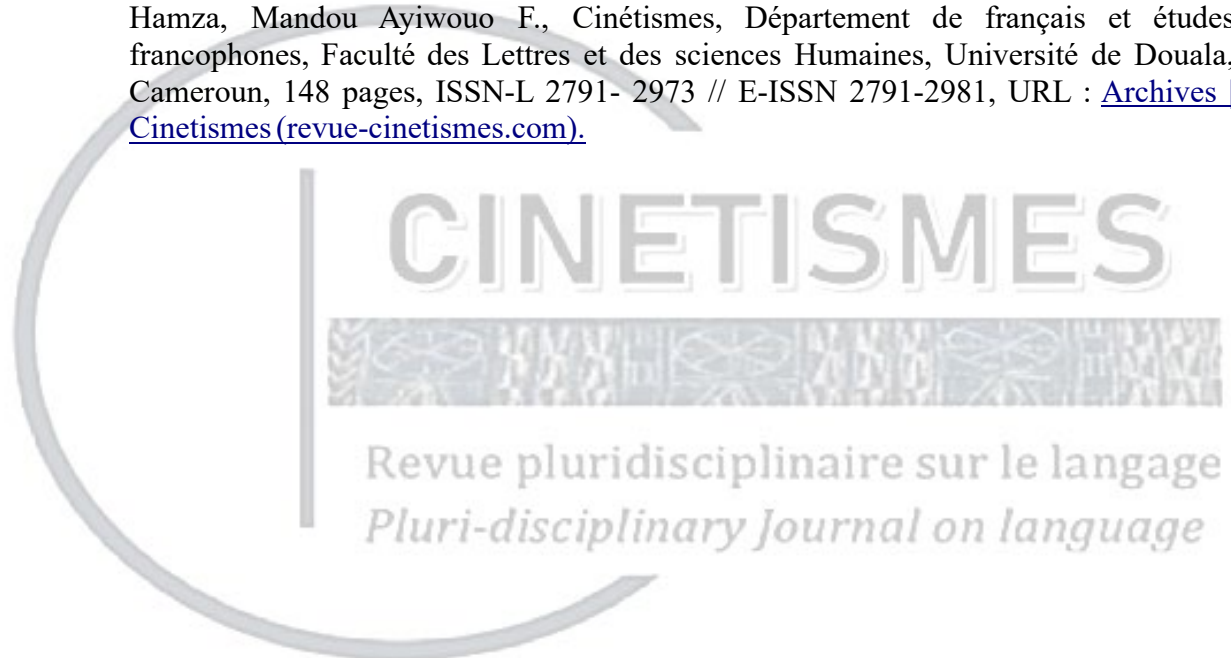 Hamza, Mandou Ayiwouo F., Cinétismes, Département de français et études
francophones, Faculté des Lettres et des sciences Humaines, Université de Douala,
Cameroun, 148 pages, ISSN-L 2791- 2973 // E-ISSN 2791-2981, URL : Archives |
Cinetismes (revue-cinetismes.com).
CINETISMES
Revue pluridisciplinaire sur le langage
Pluri-disciplinary Journal on language